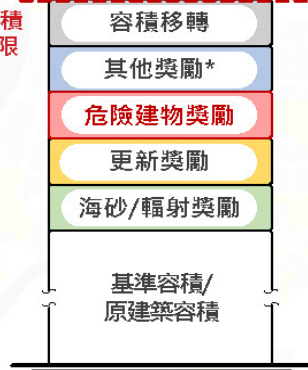 積
限
容積移轉
其他獎勵*
危險建物獎勵
更新獎勵
海砂/輻射獎勵
基準容積/
原建築容積